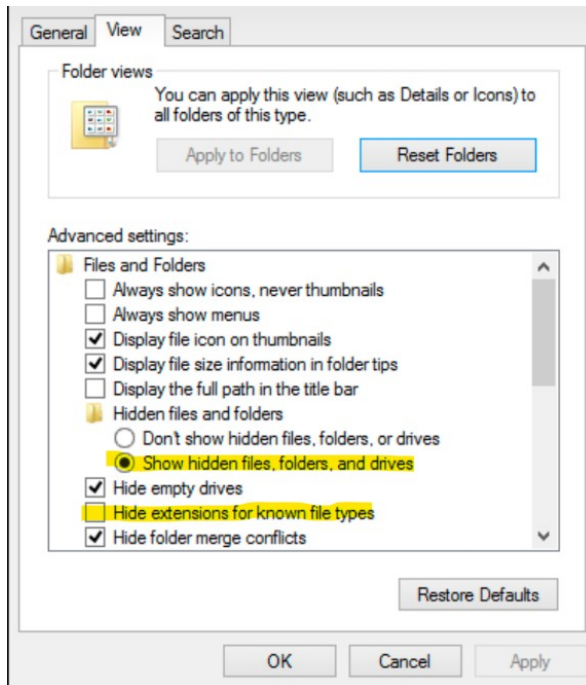 General View Search
Folder views
You can apply this view (such as Details or Icons) to
all folders of this type.
Apply to Folders Reset Folders
Advanced settings:
Files and Folders
Always show icons, never thumbnails
Always show menus
Display file icon on thumbnails
Display file size information in folder tips
Display the full path in the title bar
Hidden files and folders
Don't show hidden files, folders, or drives
Show hidden files, folders, and drives
Hide empty drives
Hide extensions for known file types
Hide folder merge conflicts
Restore Defaults
OK Cancel Apply